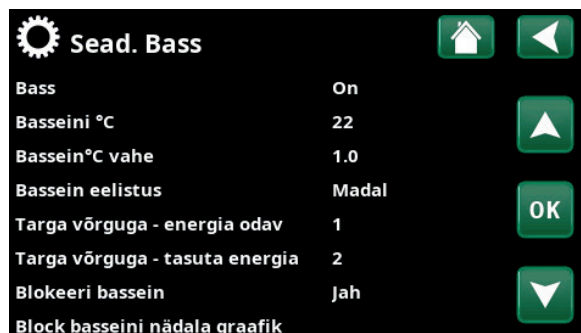 Sead. Bass
Bass On
Basseini °C 22
Bassein°C vahe 1.0
Bassein eelistus Madal
Targa võrguga - energia odav 1
OK
Targa võrguga - tasuta energia 2
Blokeeri bassein Jah
Block basseini nädala graafik